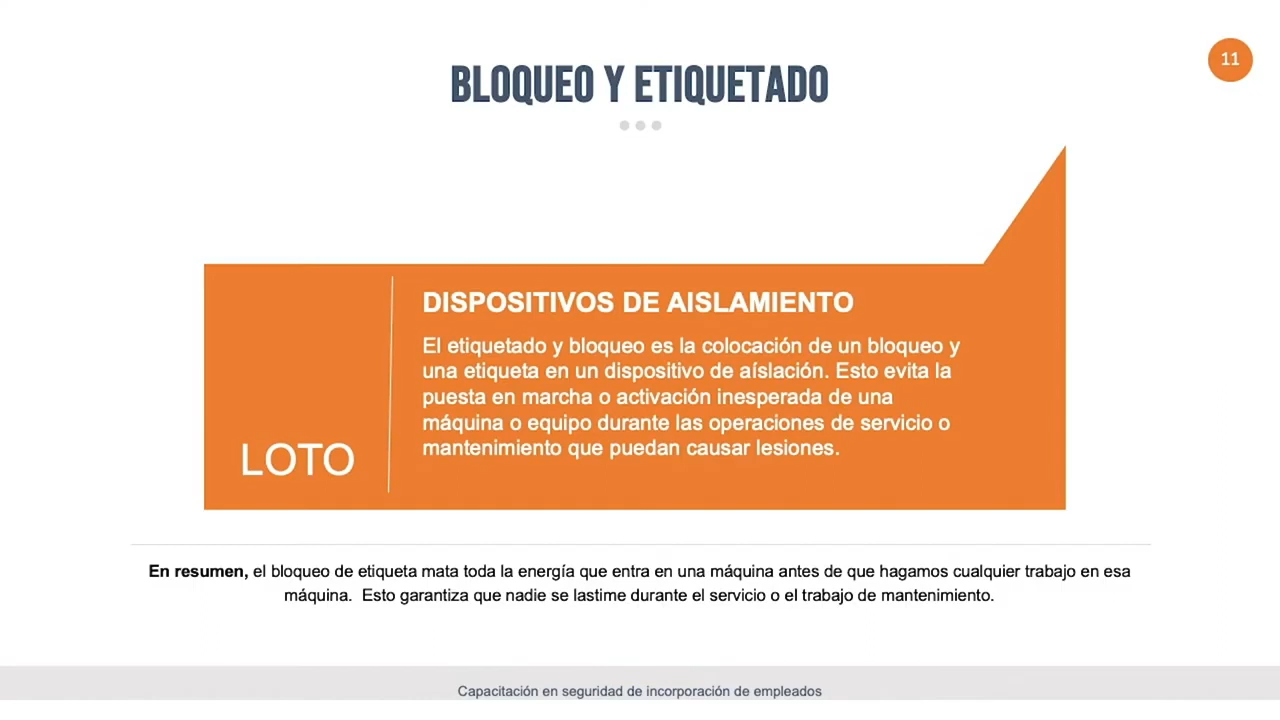 11
BLOQUEO Y ETIQUETADO
DISPOSITIVOS DE AISLAMIENTO
El etiquetado y bloqueo es la colocación de un bloqueo y
una etiqueta en un dispositivo de aíslación. Esto evita la
puesta en marcha o activación inesperada de una
máquina o equipo durante las operaciones de servicio o
mantenimiento que puedan causar lesiones.
LOTO
En resumen, el bloqueo de etiqueta mata toda la energía que entra en una máquina antes de que hagamos cualquier trabajo en esa
máquina.  Esto garantiza que nadie se lastime durante el servicio o el trabajo de mantenimiento.
Capacitación en seguridad de incorporación de empleados